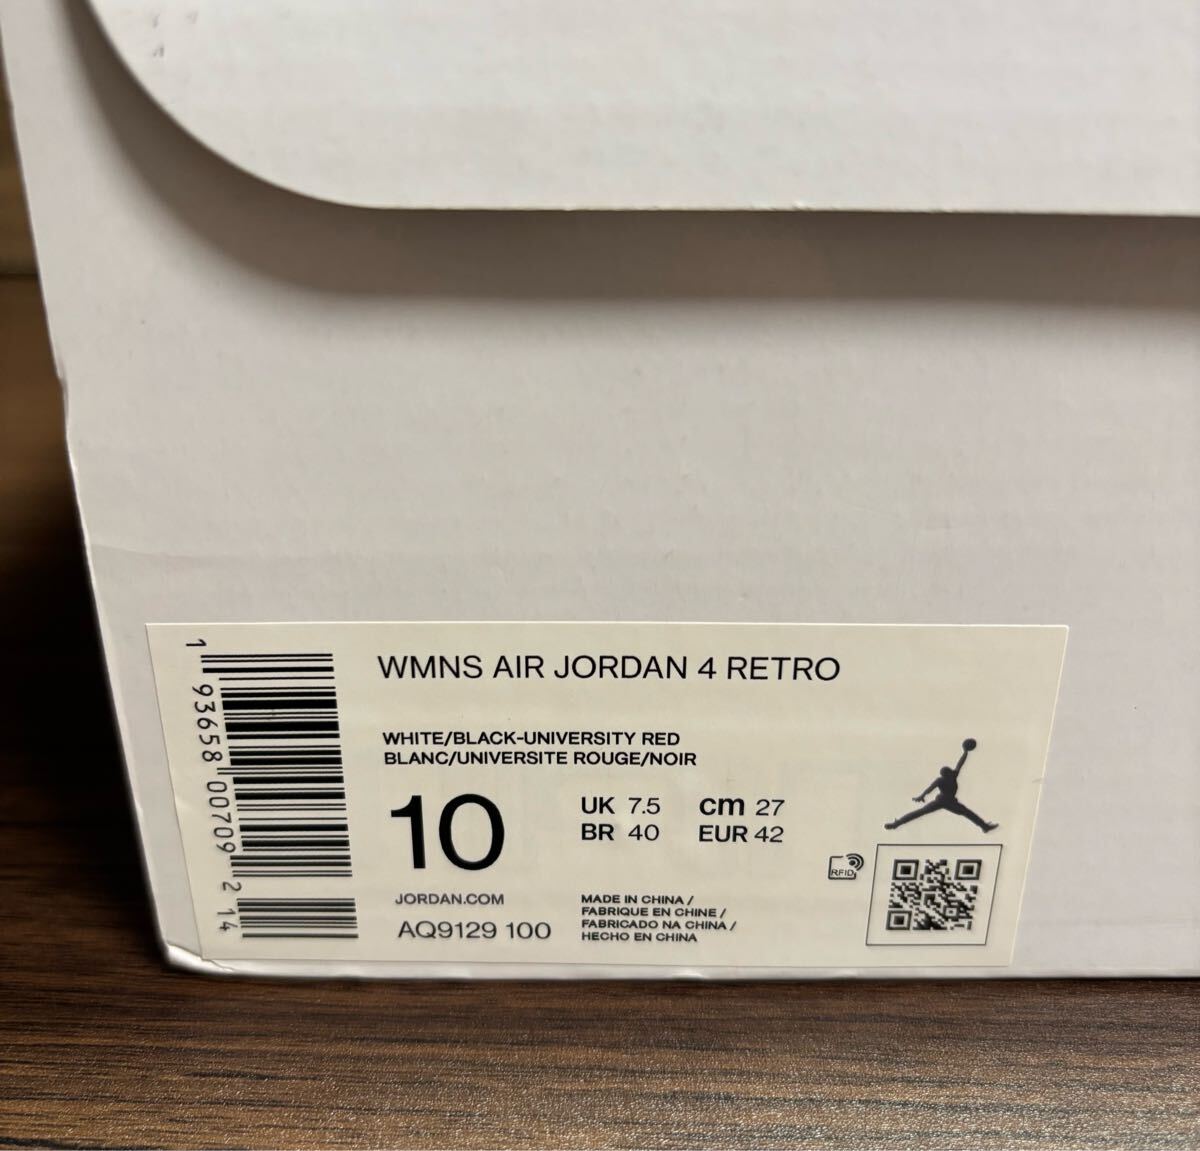 WMNS AIR JORDAN 4 RETRO
WHITE/BLACK-UNIVERSITY RED
BLANC/UNIVERSITE ROUGE/NOIR
10
UK 7.5 cm 27
BR 40 EUR 42
JORDAN.COM
AQ9129 100
MADE IN CHINA /
FABRIQUE EN CHINE /
FABRICADO NA CHINA /
HECHO EN CHINA
RFID
1 93658 00709 2 14